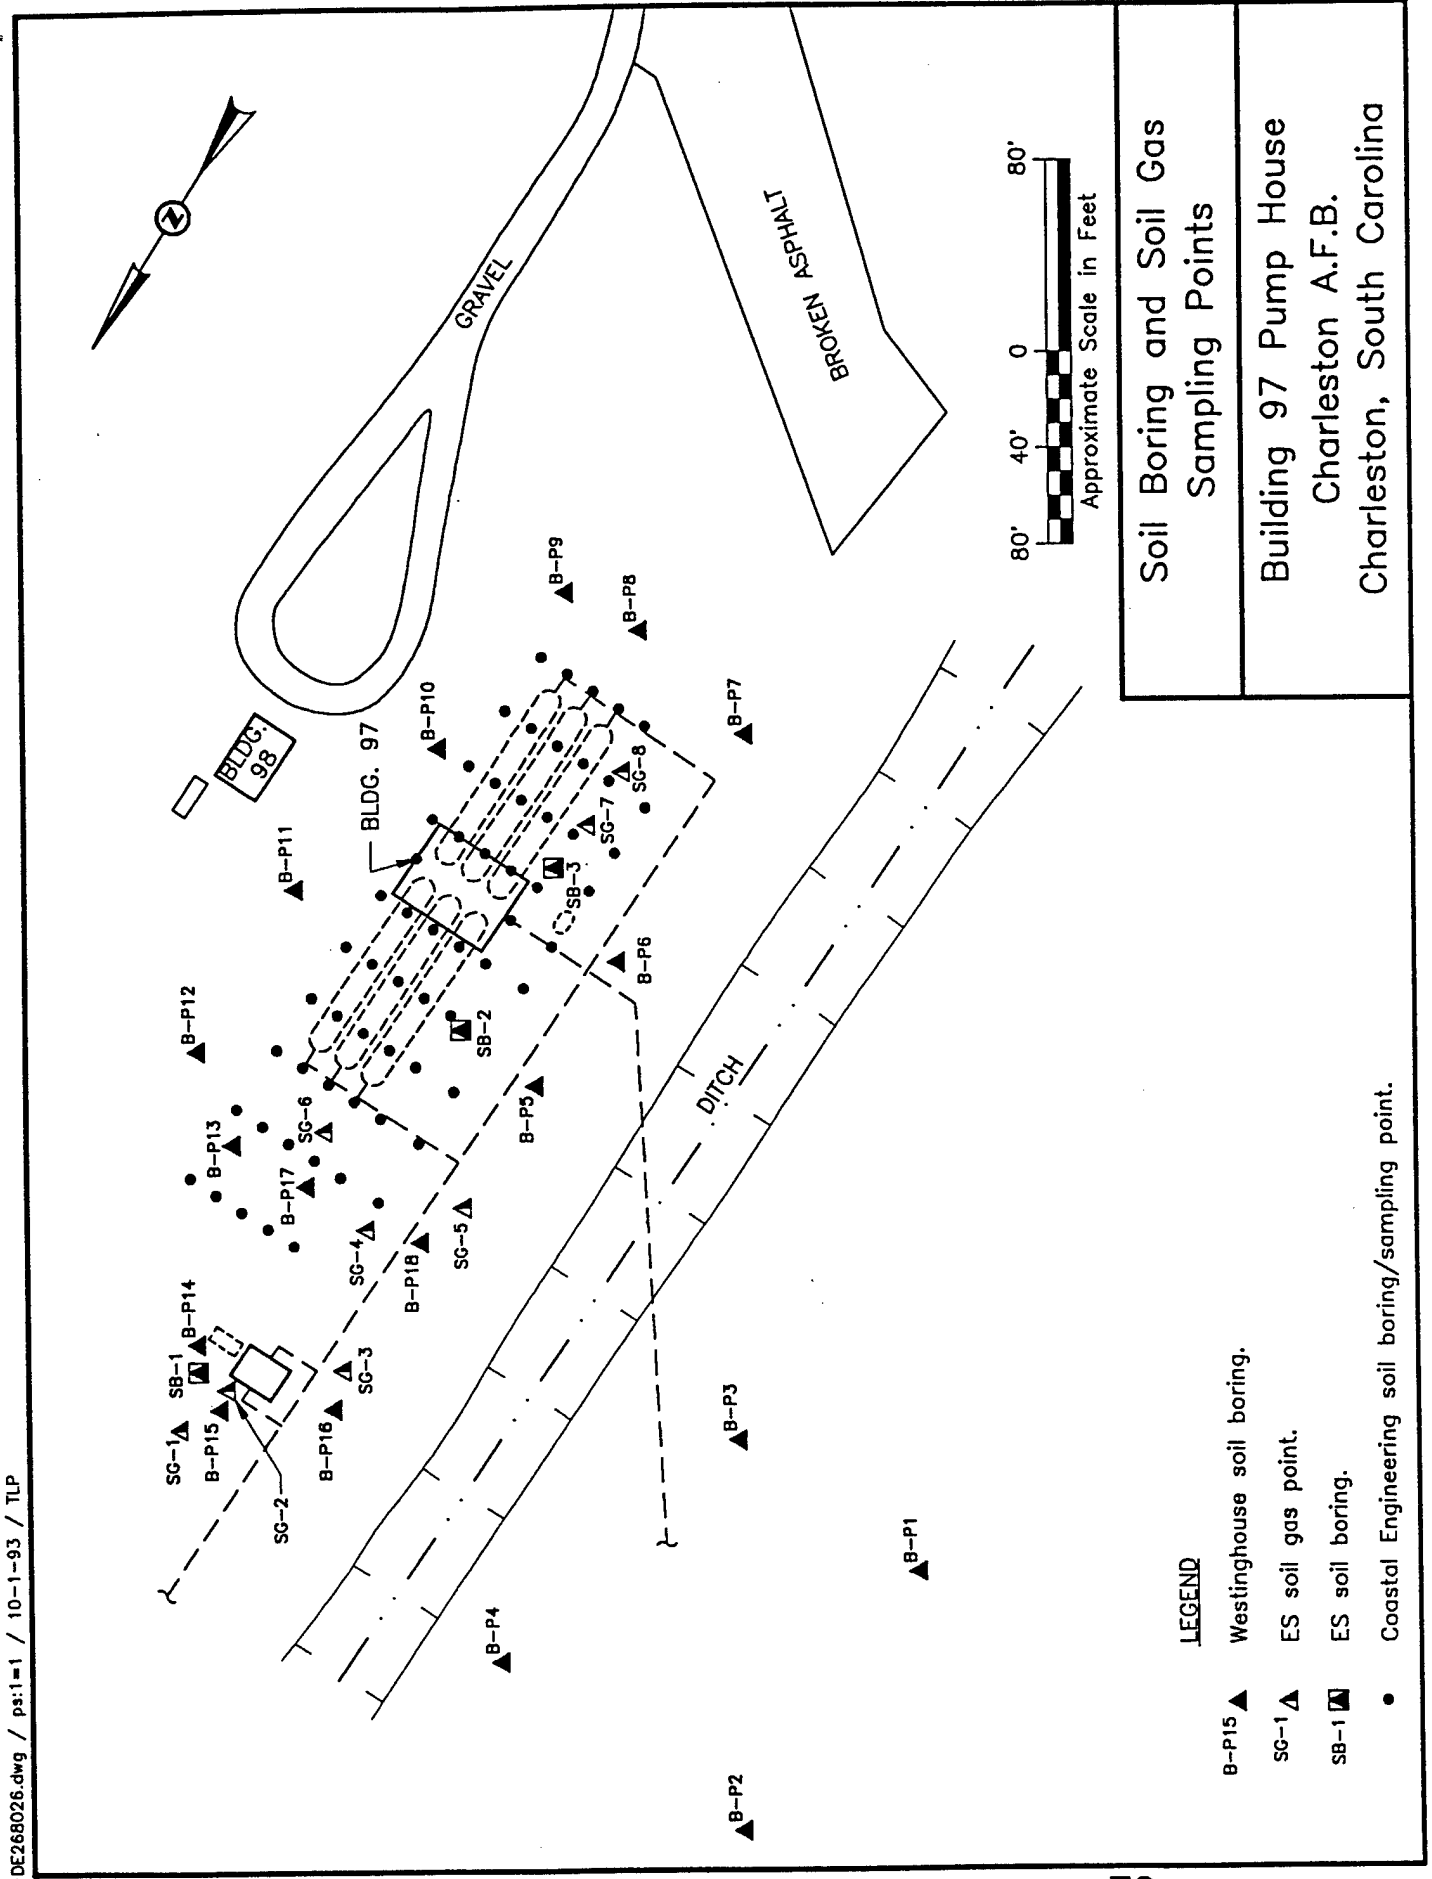 DE268026.dwg / ps:1=1 / 10-1-93 / TLP
SG-1
B-P15
SG-2
SB-1
B-P14
B-P16
SG-3
B-P13
B-P17
SG-6
SG-4
B-P18
SG-5
B-P12
B-P11
BLDG.
98
BLDG. 97
B-P10
B-P9
B-P8
B-P7
SG-8
SG-7
SB-3
B-P6
SB-2
B-P5
DITCH
B-P4
B-P3
B-P2
B-P1
GRAVEL
BROKEN ASPHALT
N
80'
40'
0
80'
Approximate Scale in Feet
LEGEND
B-P15 Westinghouse soil boring.
SG-1 ES soil gas point.
SB-1 ES soil boring.
Coastal Engineering soil boring/sampling point.
Soil Boring and Soil Gas
Sampling Points
Building 97 Pump House
Charleston A.F.B.
Charleston, South Carolina